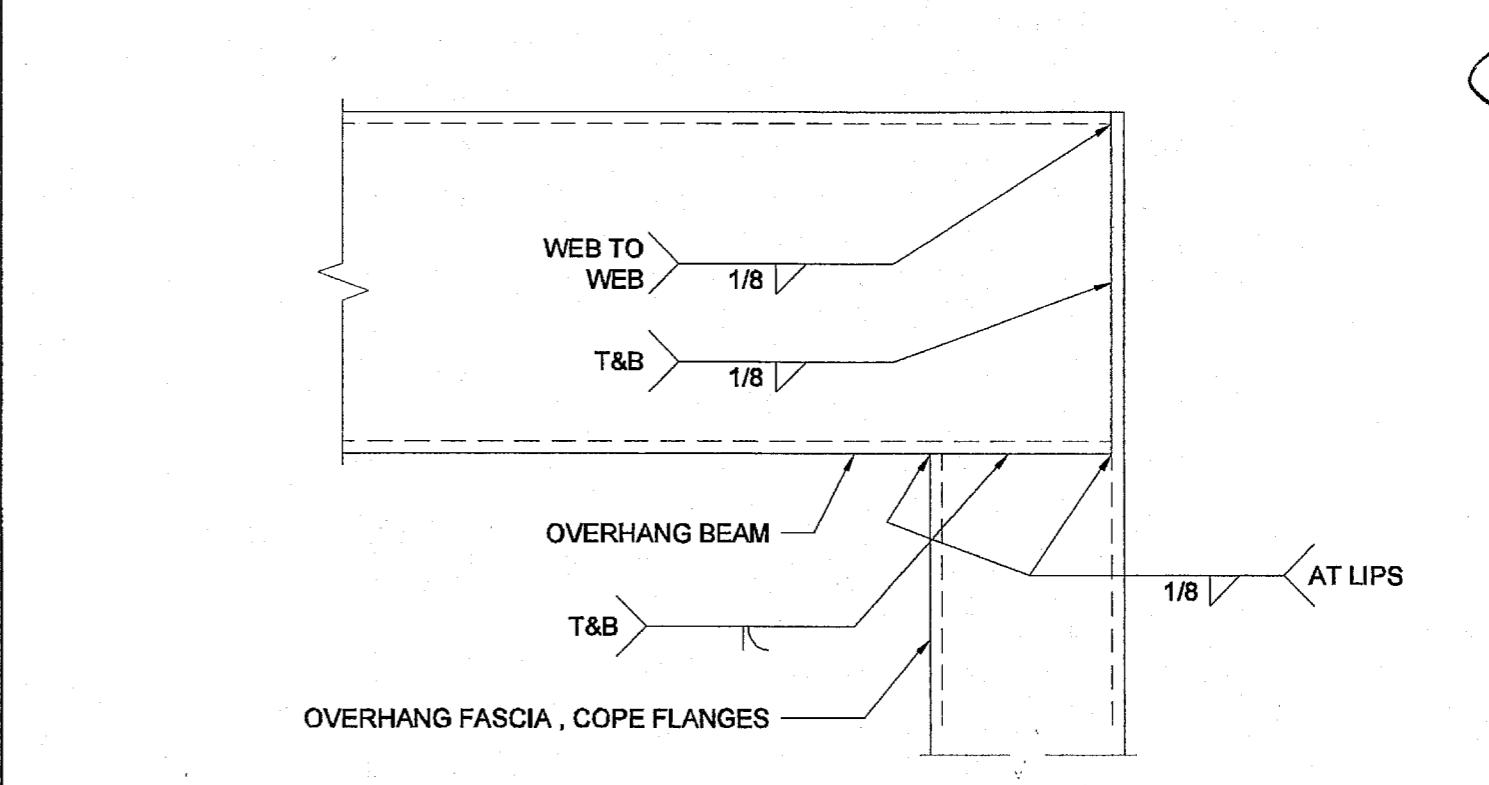 WEB TO
WEB
1/8
T&B
1/8
OVERHANG BEAM
AT LIPS
1/8
T&B
OVERHANG FASCIA , COPE FLANGES